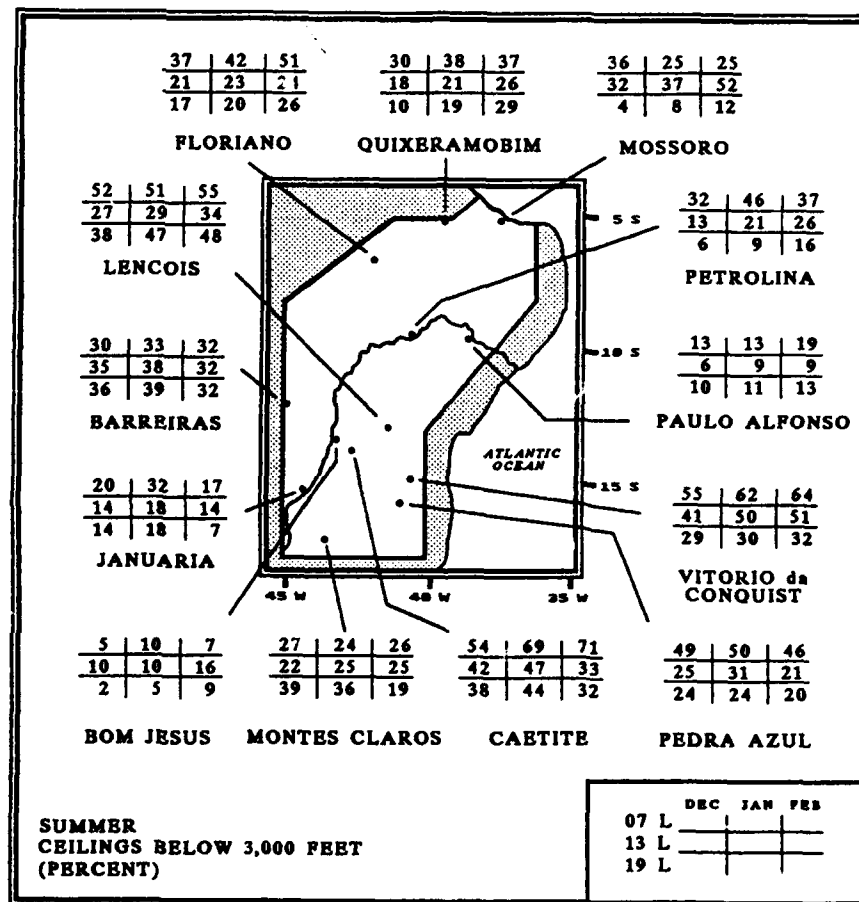 37 42 51
21 23 21
17 20 26
FLORIANO
30 38 37
18 21 26
10 19 29
QUIXERAMOBIM
36 25 25
32 37 52
4 8 12
MOSSORO
52 51 55
27 29 34
38 47 48
LENCOIS
32 46 37
13 21 26
6 9 16
PETROLINA
30 33 32
35 38 32
36 39 32
BARREIRAS
13 13 19
6 9 9
10 11 13
PAULO ALFONSO
20 32 17
14 18 14
14 18 7
JANUARIA
55 62 64
41 50 51
29 30 32
VITORIO da
CONQUIST
5 S
10 S
15 S
ATLANTIC
OCEAN
45 W
40 W
35 W
5 10 7
10 10 16
2 5 9
BOM JESUS
27 24 26
22 25 25
39 36 19
MONTES CLAROS
54 69 71
42 47 33
38 44 32
CAETITE
49 50 46
25 31 21
24 24 20
PEDRA AZUL
SUMMER
CEILINGS BELOW 3,000 FEET
(PERCENT)
DEC JAN FEB
07 L
13 L
19 L